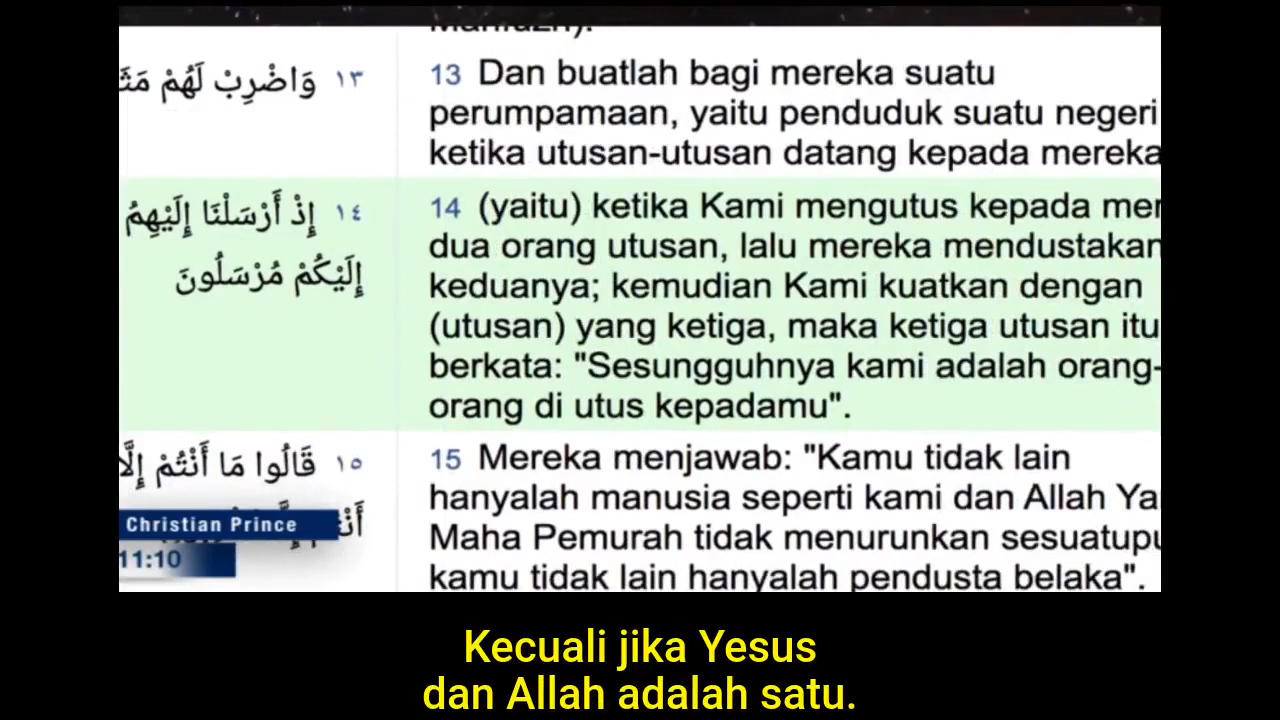 ١٣ وَاضْرِبْ لَهُمْ
13 Dan buatlah bagi mereka suatu
perumpamaan, yaitu penduduk suatu negeri
ketika utusan-utusan datang kepada mereka
١٤ إِذْ أَرْسَلْنَا إِلَيْهِمُ
إِلَيْكُمْ مُرْسَلُونَ
14 (yaitu) ketika Kami mengutus kepada mer
dua orang utusan, lalu mereka mendustakan
keduanya; kemudian Kami kuatkan dengan
(utusan) yang ketiga, maka ketiga utusan itu
berkata: "Sesungguhnya kami adalah orang-
orang di utus kepadamu".
١٥ قَالُوا مَا أَنْتُمْ إِلَّا
15 Mereka menjawab: "Kamu tidak lain
hanyalah manusia seperti kami dan Allah Ya
Maha Pemurah tidak menurunkan sesuatupu
kamu tidak lain hanyalah pendusta belaka".
Christian Prince
11:10
Kecuali jika Yesus
dan Allah adalah satu.